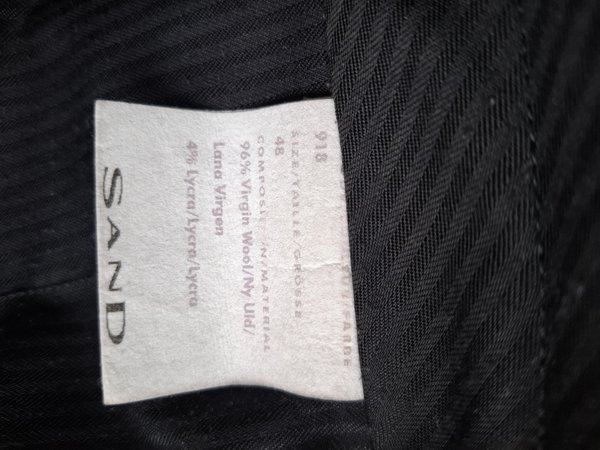 918
SIZE/TAILLE/GRÖSSE
48
COMPOSITION/MATERIAL
96% Virgin Wool/Ny Uld/
Lana Virgen
4% Lycra/Lycra/Lycra
SAND